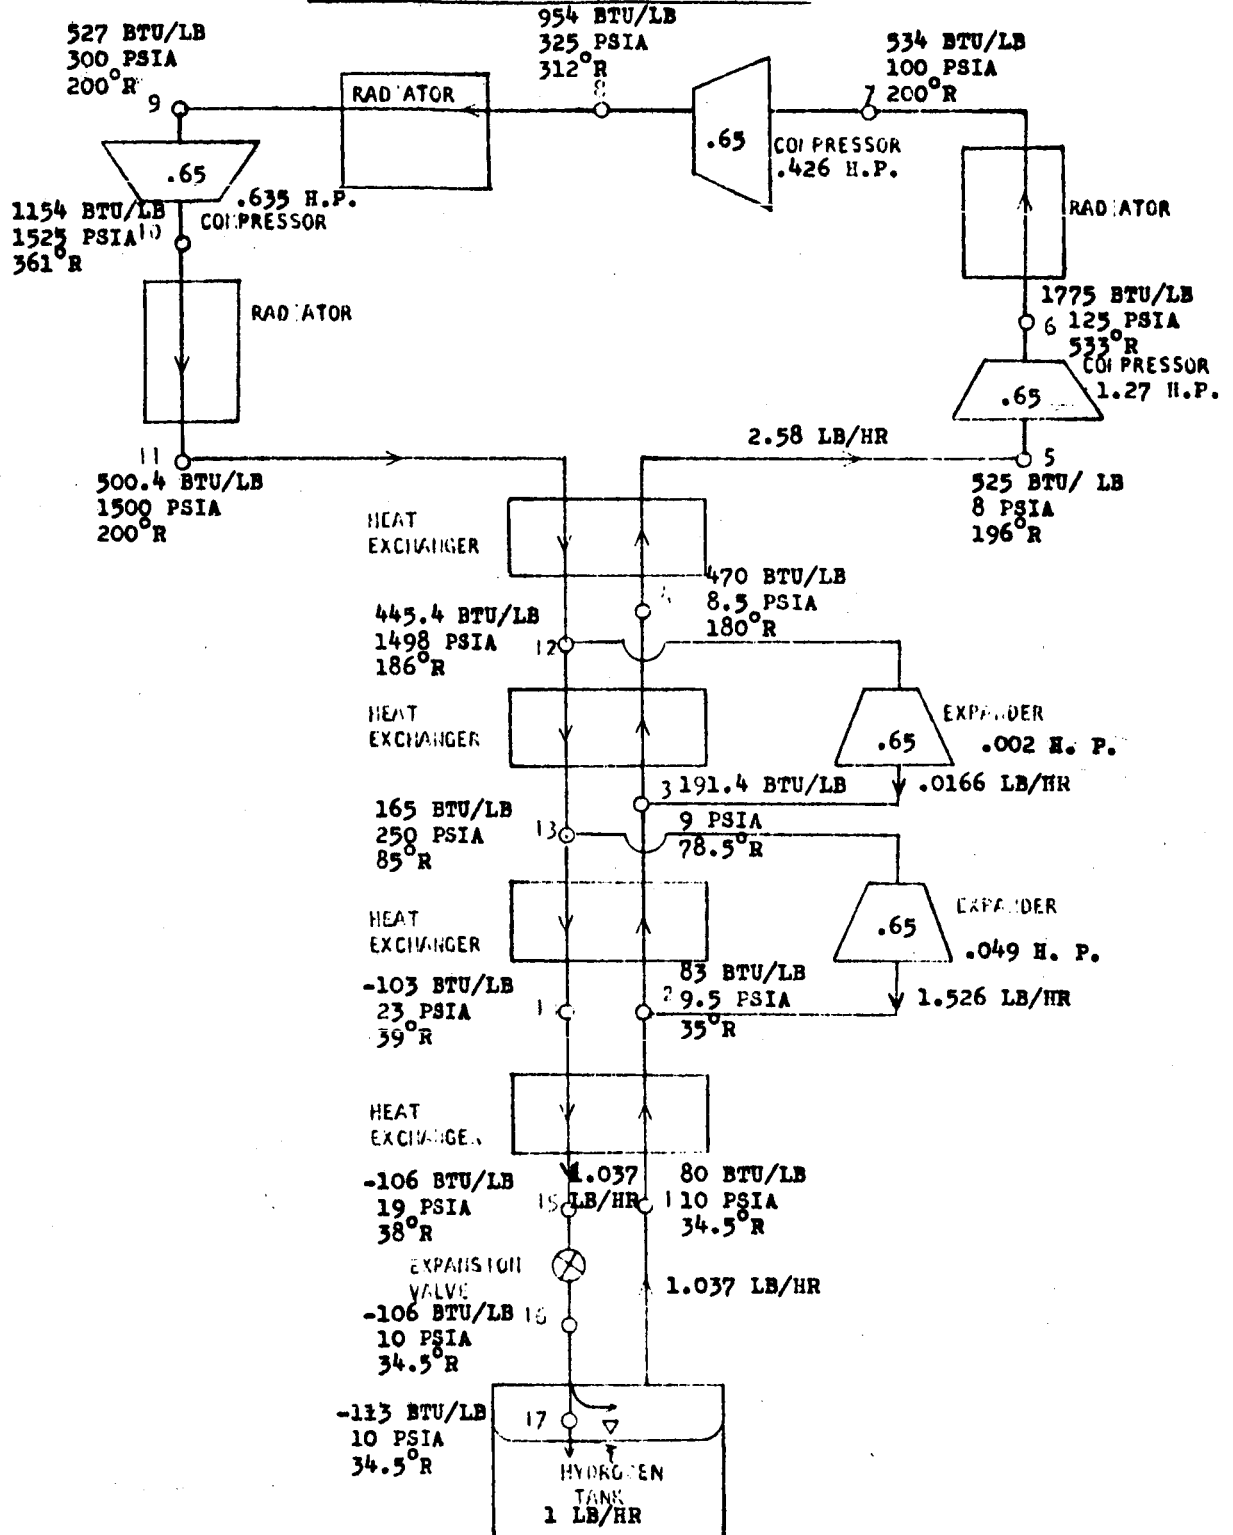 527 BTU/LB
300 PSIA
200°R
9
RADIATOR
954 BTU/LB
325 PSIA
312°R
8
534 BTU/LB
100 PSIA
200°R
7
.65
COMPRESSOR
.426 H.P.
.65
.635 H.P.
COMPRESSOR
1154 BTU/LB
1525 PSIA
361°R
10
RADIATOR
RADIATOR
1775 BTU/LB
6 125 PSIA
533°R
COMPRESSOR
1.27 H.P.
.65
2.58 LB/HR
5
525 BTU/ LB
8 PSIA
196°R
11
500.4 BTU/LB
1500 PSIA
200°R
HEAT
EXCHANGER
470 BTU/LB
8.5 PSIA
180°R
445.4 BTU/LB
1498 PSIA
186°R
12
HEAT
EXCHANGER
EXPANDER
.65
.002 H. P.
.0166 LB/HR
3 191.4 BTU/LB
9 PSIA
78.5°R
165 BTU/LB
250 PSIA
85°R
13
HEAT
EXCHANGER
EXPANDER
.65
.049 H. P.
1.526 LB/HR
2
83 BTU/LB
9.5 PSIA
35°R
-103 BTU/LB
23 PSIA
39°R
HEAT
EXCHANGER
1.037
LB/HR
1
80 BTU/LB
10 PSIA
34.5°R
-106 BTU/LB
19 PSIA
38°R
15
EXPANSION
VALVE
1.037 LB/HR
-106 BTU/LB
10 PSIA
34.5°R
16
-113 BTU/LB
10 PSIA
34.5°R
17
HYDROGEN
TANK
1 LB/HR